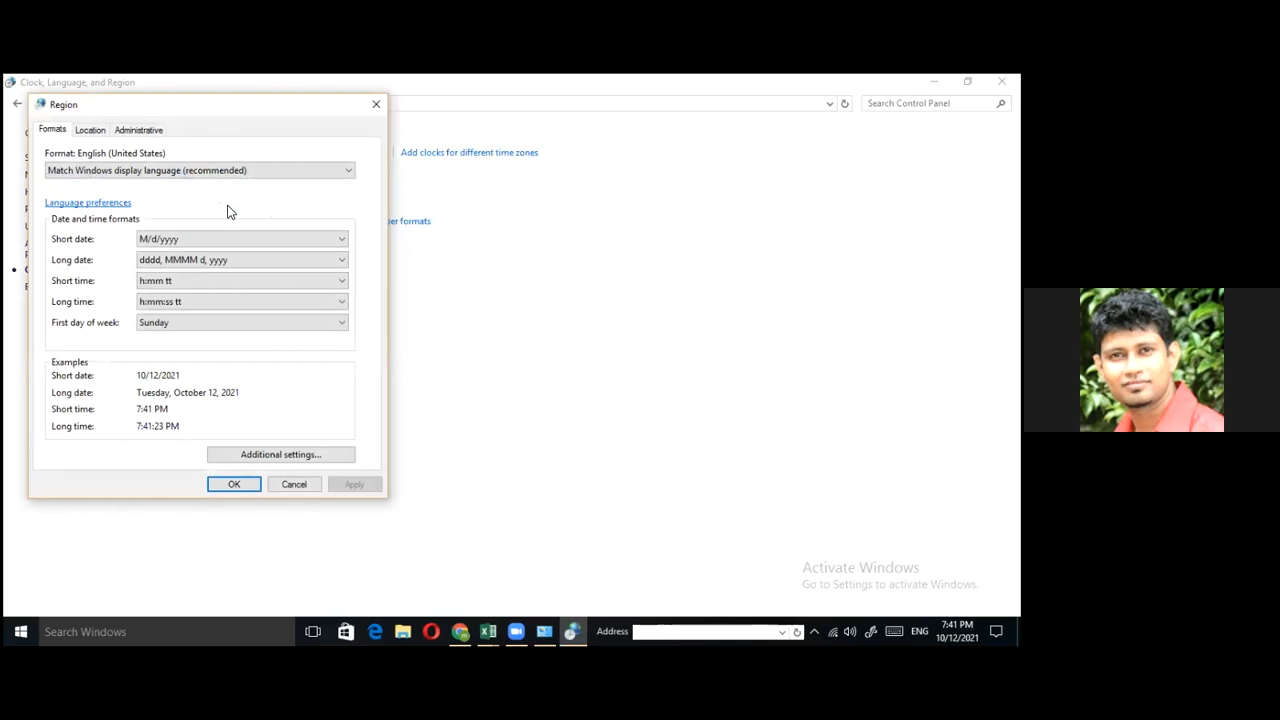 Clock, Language, and Region
Region
Search Control Panel
Formats
Location
Administrative
Format: English (United States)
Match Windows display language (recommended)
Add clocks for different time zones
Language preferences
Date and time formats
formats
Short date:
M/d/yyyy
Long date:
dddd, MMMM d, yyyy
Short time:
h:mm tt
Long time:
h:mm:ss tt
First day of week:
Sunday
Examples
Short date:
10/12/2021
Long date:
Tuesday, October 12, 2021
Short time:
7:41 PM
Long time:
7:41:23 PM
Additional settings...
OK
Cancel
Apply
Activate Windows
Go to Settings to activate Windows.
Search Windows
Address
ENG
7:41 PM
10/12/2021